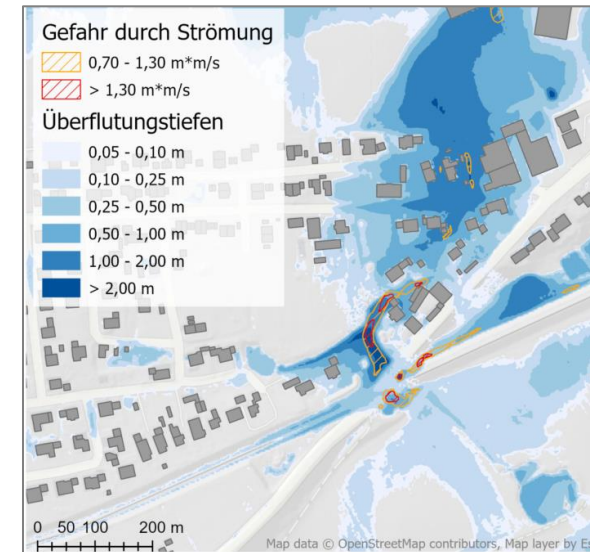 Gefahr durch Strömung
0,70 - 1,30 m*m/s
> 1,30 m*m/s
Überflutungstiefen
0,05 - 0,10 m
0,10 - 0,25 m
0,25 - 0,50 m
0,50 - 1,00 m
1,00 - 2,00 m
> 2,00 m
0 50 100 200 m
Map data © OpenStreetMap contributors, Map layer by Es